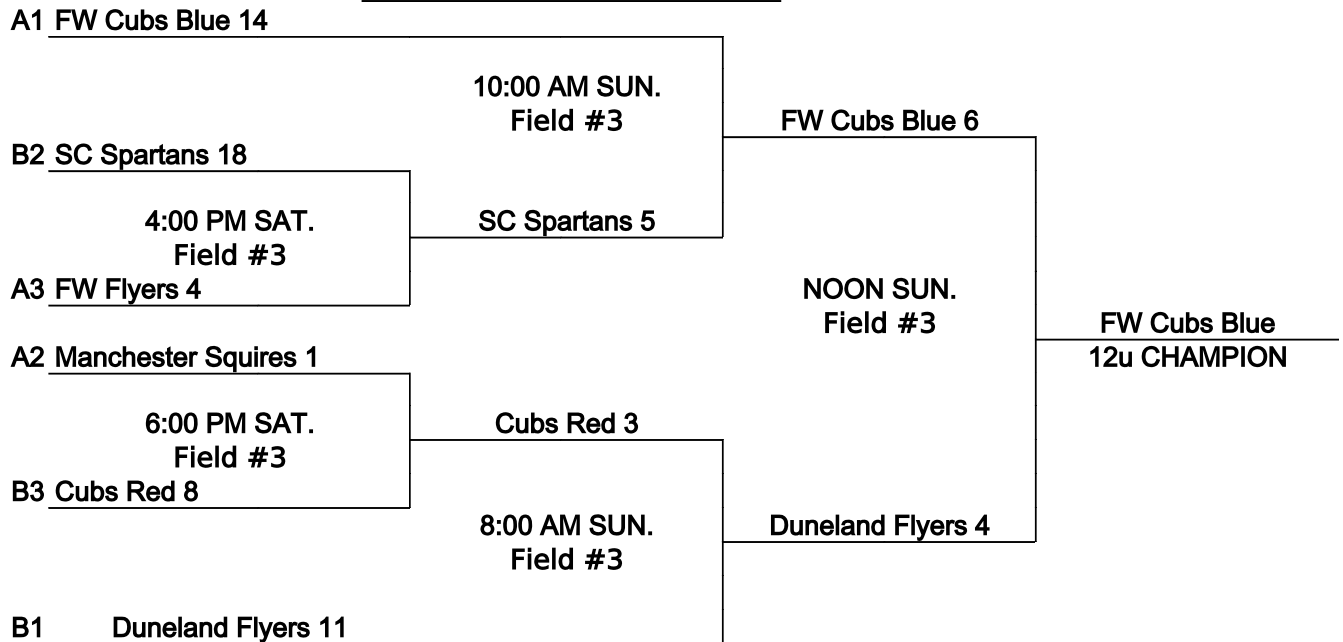 A1 FW Cubs Blue 14
10:00 AM SUN.
Field #3
FW Cubs Blue 6
B2 SC Spartans 18
4:00 PM SAT.
Field #3
SC Spartans 5
A3 FW Flyers 4
NOON SUN.
Field #3
FW Cubs Blue
12u CHAMPION
A2 Manchester Squires 1
6:00 PM SAT.
Field #3
Cubs Red 3
B3 Cubs Red 8
8:00 AM SUN.
Field #3
Duneland Flyers 4
B1 Duneland Flyers 11